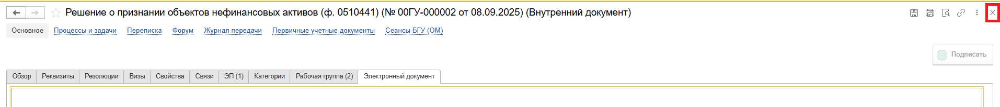 Решение о признании объектов нефинансовых активов (ф. 0510441) (№ 00ГУ-000002 от 08.09.2025) (Внутренний документ)
Основное Процессы и задачи Переписка Форум Журнал передачи Первичные учетные документы Сеансы БГУ (ОМ)
Подписать
Обзор Реквизиты Резолюции Визы Свойства Связи ЭП (1) Категории Рабочая группа (2) Электронный документ